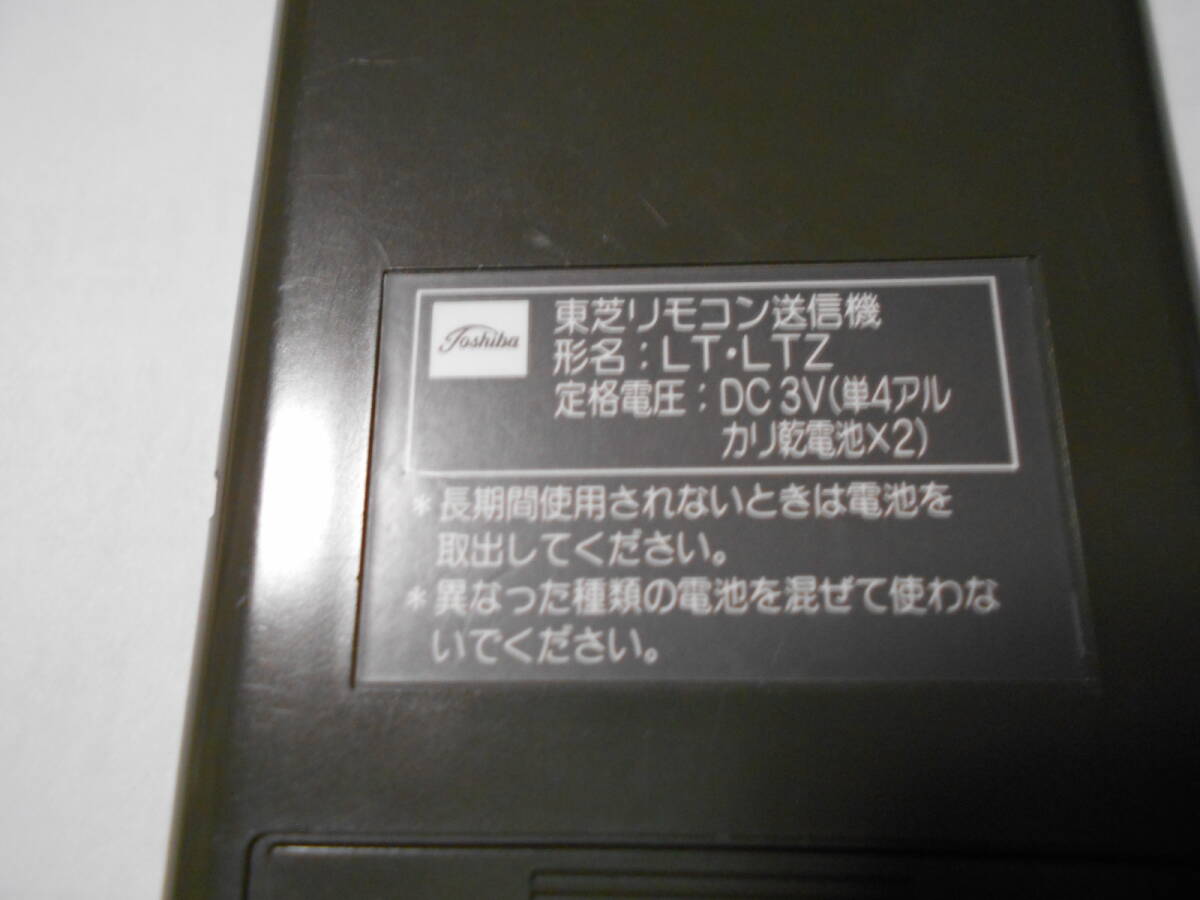 Toshiba
東芝リモコン送信機
形名：LT・LTZ
定格電圧：DC 3V(単4アル
カリ乾電池×2)
＊長期間使用されないときは電池を
取出してください。
＊異なった種類の電池を混ぜて使わな
いでください。